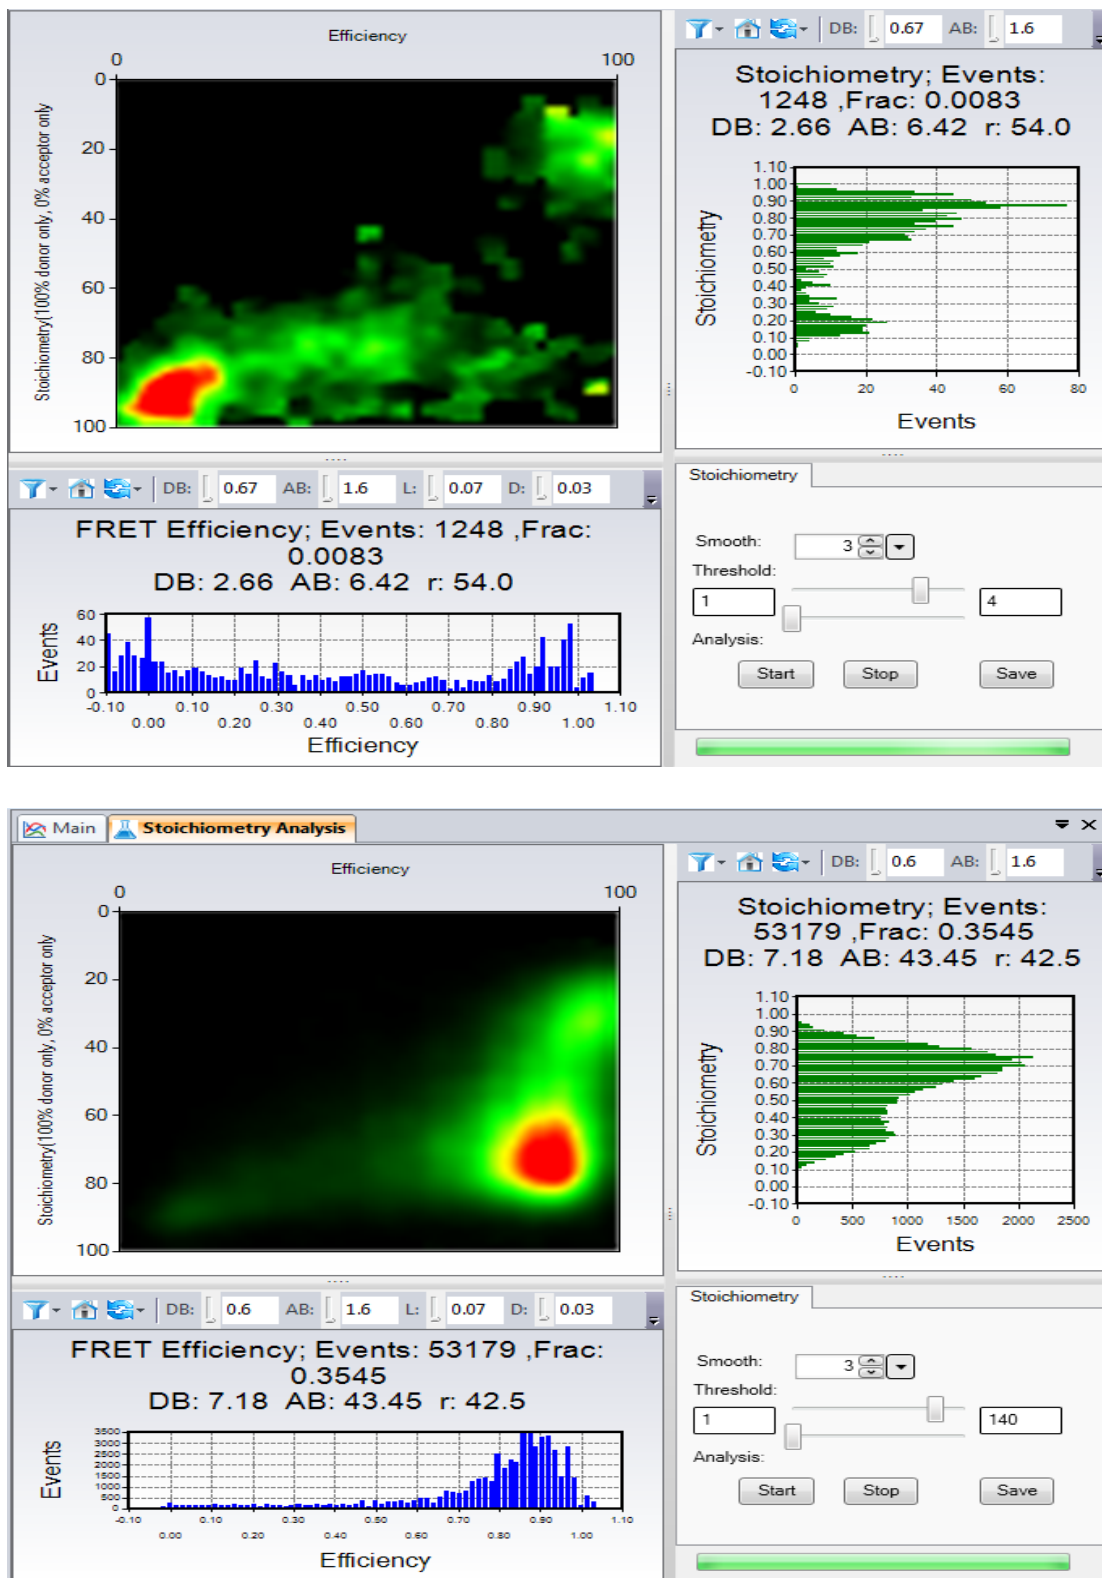 Efficiency
0 100
0
20
40
60
80
100
Stoichiometry(100% donor only, 0% acceptor only
DB: 0.67 AB: 1.6
Stoichiometry; Events:
1248 ,Frac: 0.0083
DB: 2.66 AB: 6.42 r: 54.0
Stoichiometry
1.10
1.00
0.90
0.80
0.70
0.60
0.50
0.40
0.30
0.20
0.10
0.00
-0.10
0 20 40 60 80
Events
DB: 0.67 AB: 1.6 L: 0.07 D: 0.03
FRET Efficiency; Events: 1248 ,Frac:
0.0083
DB: 2.66 AB: 6.42 r: 54.0
Events
60
40
20
0
-0.10 0.10 0.30 0.50 0.70 0.90 1.10
0.00 0.20 0.40 0.60 0.80 1.00
Efficiency
Stoichiometry
Smooth: 3
Threshold:
1 4
Analysis:
Start Stop Save
Main Stoichiometry Analysis
Efficiency
0 100
0
20
40
60
80
100
Stoichiometry(100% donor only, 0% acceptor only
DB: 0.6 AB: 1.6
Stoichiometry; Events:
53179 ,Frac: 0.3545
DB: 7.18 AB: 43.45 r: 42.5
Stoichiometry
1.10
1.00
0.90
0.80
0.70
0.60
0.50
0.40
0.30
0.20
0.10
0.00
-0.10
0 500 1000 1500 2000 2500
Events
DB: 0.6 AB: 1.6 L: 0.07 D: 0.03
FRET Efficiency; Events: 53179 ,Frac:
0.3545
DB: 7.18 AB: 43.45 r: 42.5
Events
3500
3000
2500
2000
1500
1000
500
0
-0.10 0.10 0.30 0.50 0.70 0.90 1.10
0.00 0.20 0.40 0.60 0.80 1.00
Efficiency
Stoichiometry
Smooth: 3
Threshold:
1 140
Analysis:
Start Stop Save